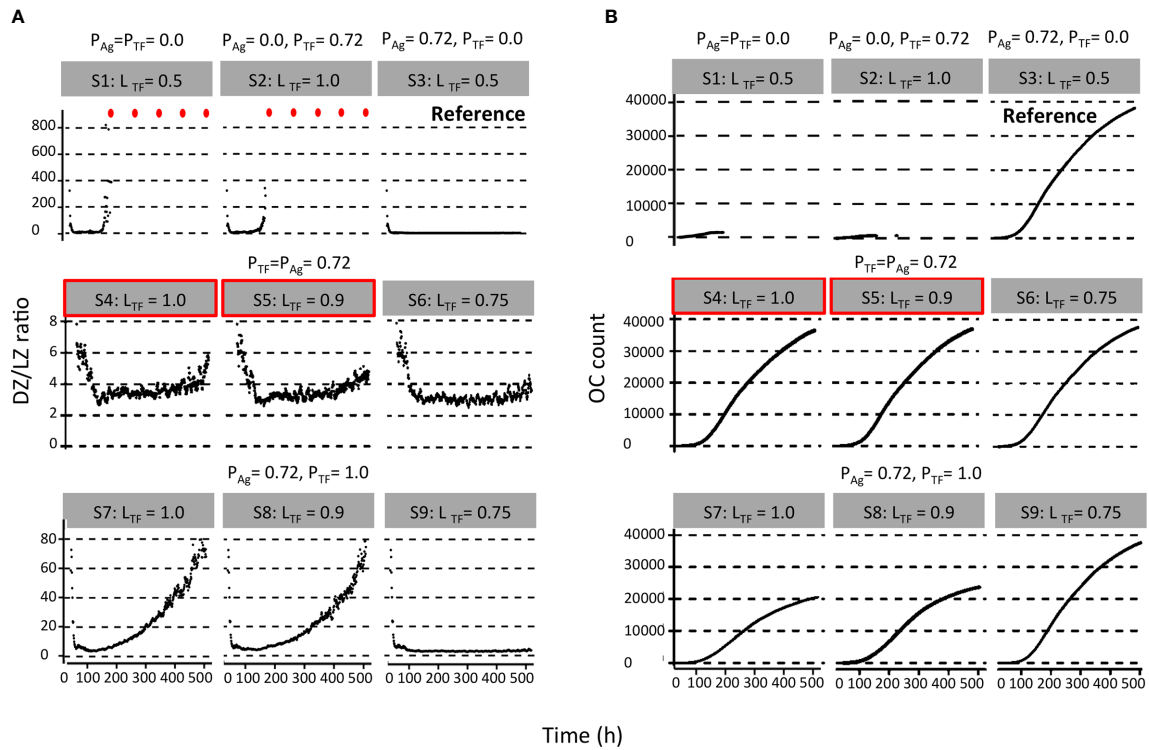 A
P_Ag=P_TF= 0.0
P_Ag= 0.0, P_TF= 0.72
P_Ag= 0.72, P_TF= 0.0
S1: L_TF= 0.5
S2: L_TF= 1.0
S3: L_TF= 0.5
Reference
800
600
400
200
0
P_TF=P_Ag= 0.72
S4: L_TF = 1.0
S5: L_TF = 0.9
S6: L_TF = 0.75
8
6
4
2
0
DZ/LZ ratio
P_Ag= 0.72, P_TF= 1.0
S7: L_TF = 1.0
S8: L_TF = 0.9
S9: L_TF = 0.75
80
60
40
20
0
0 100 200 300 400 500
0 100 200 300 400 500
0 100 200 300 400 500
B
P_Ag=P_TF= 0.0
P_Ag= 0.0, P_TF= 0.72
P_Ag= 0.72, P_TF= 0.0
S1: L_TF= 0.5
S2: L_TF = 1.0
S3: L_TF= 0.5
Reference
40000
30000
20000
10000
0
P_TF=P_Ag= 0.72
S4: L_TF = 1.0
S5: L_TF = 0.9
S6: L_TF = 0.75
40000
30000
20000
10000
0
OC count
P_Ag= 0.72, P_TF= 1.0
S7: L_TF = 1.0
S8: L_TF = 0.9
S9: L_TF = 0.75
40000
30000
20000
10000
0
0 100 200 300 400 500
0 100 200 300 400 500
0 100 200 300 400 500
Time (h)